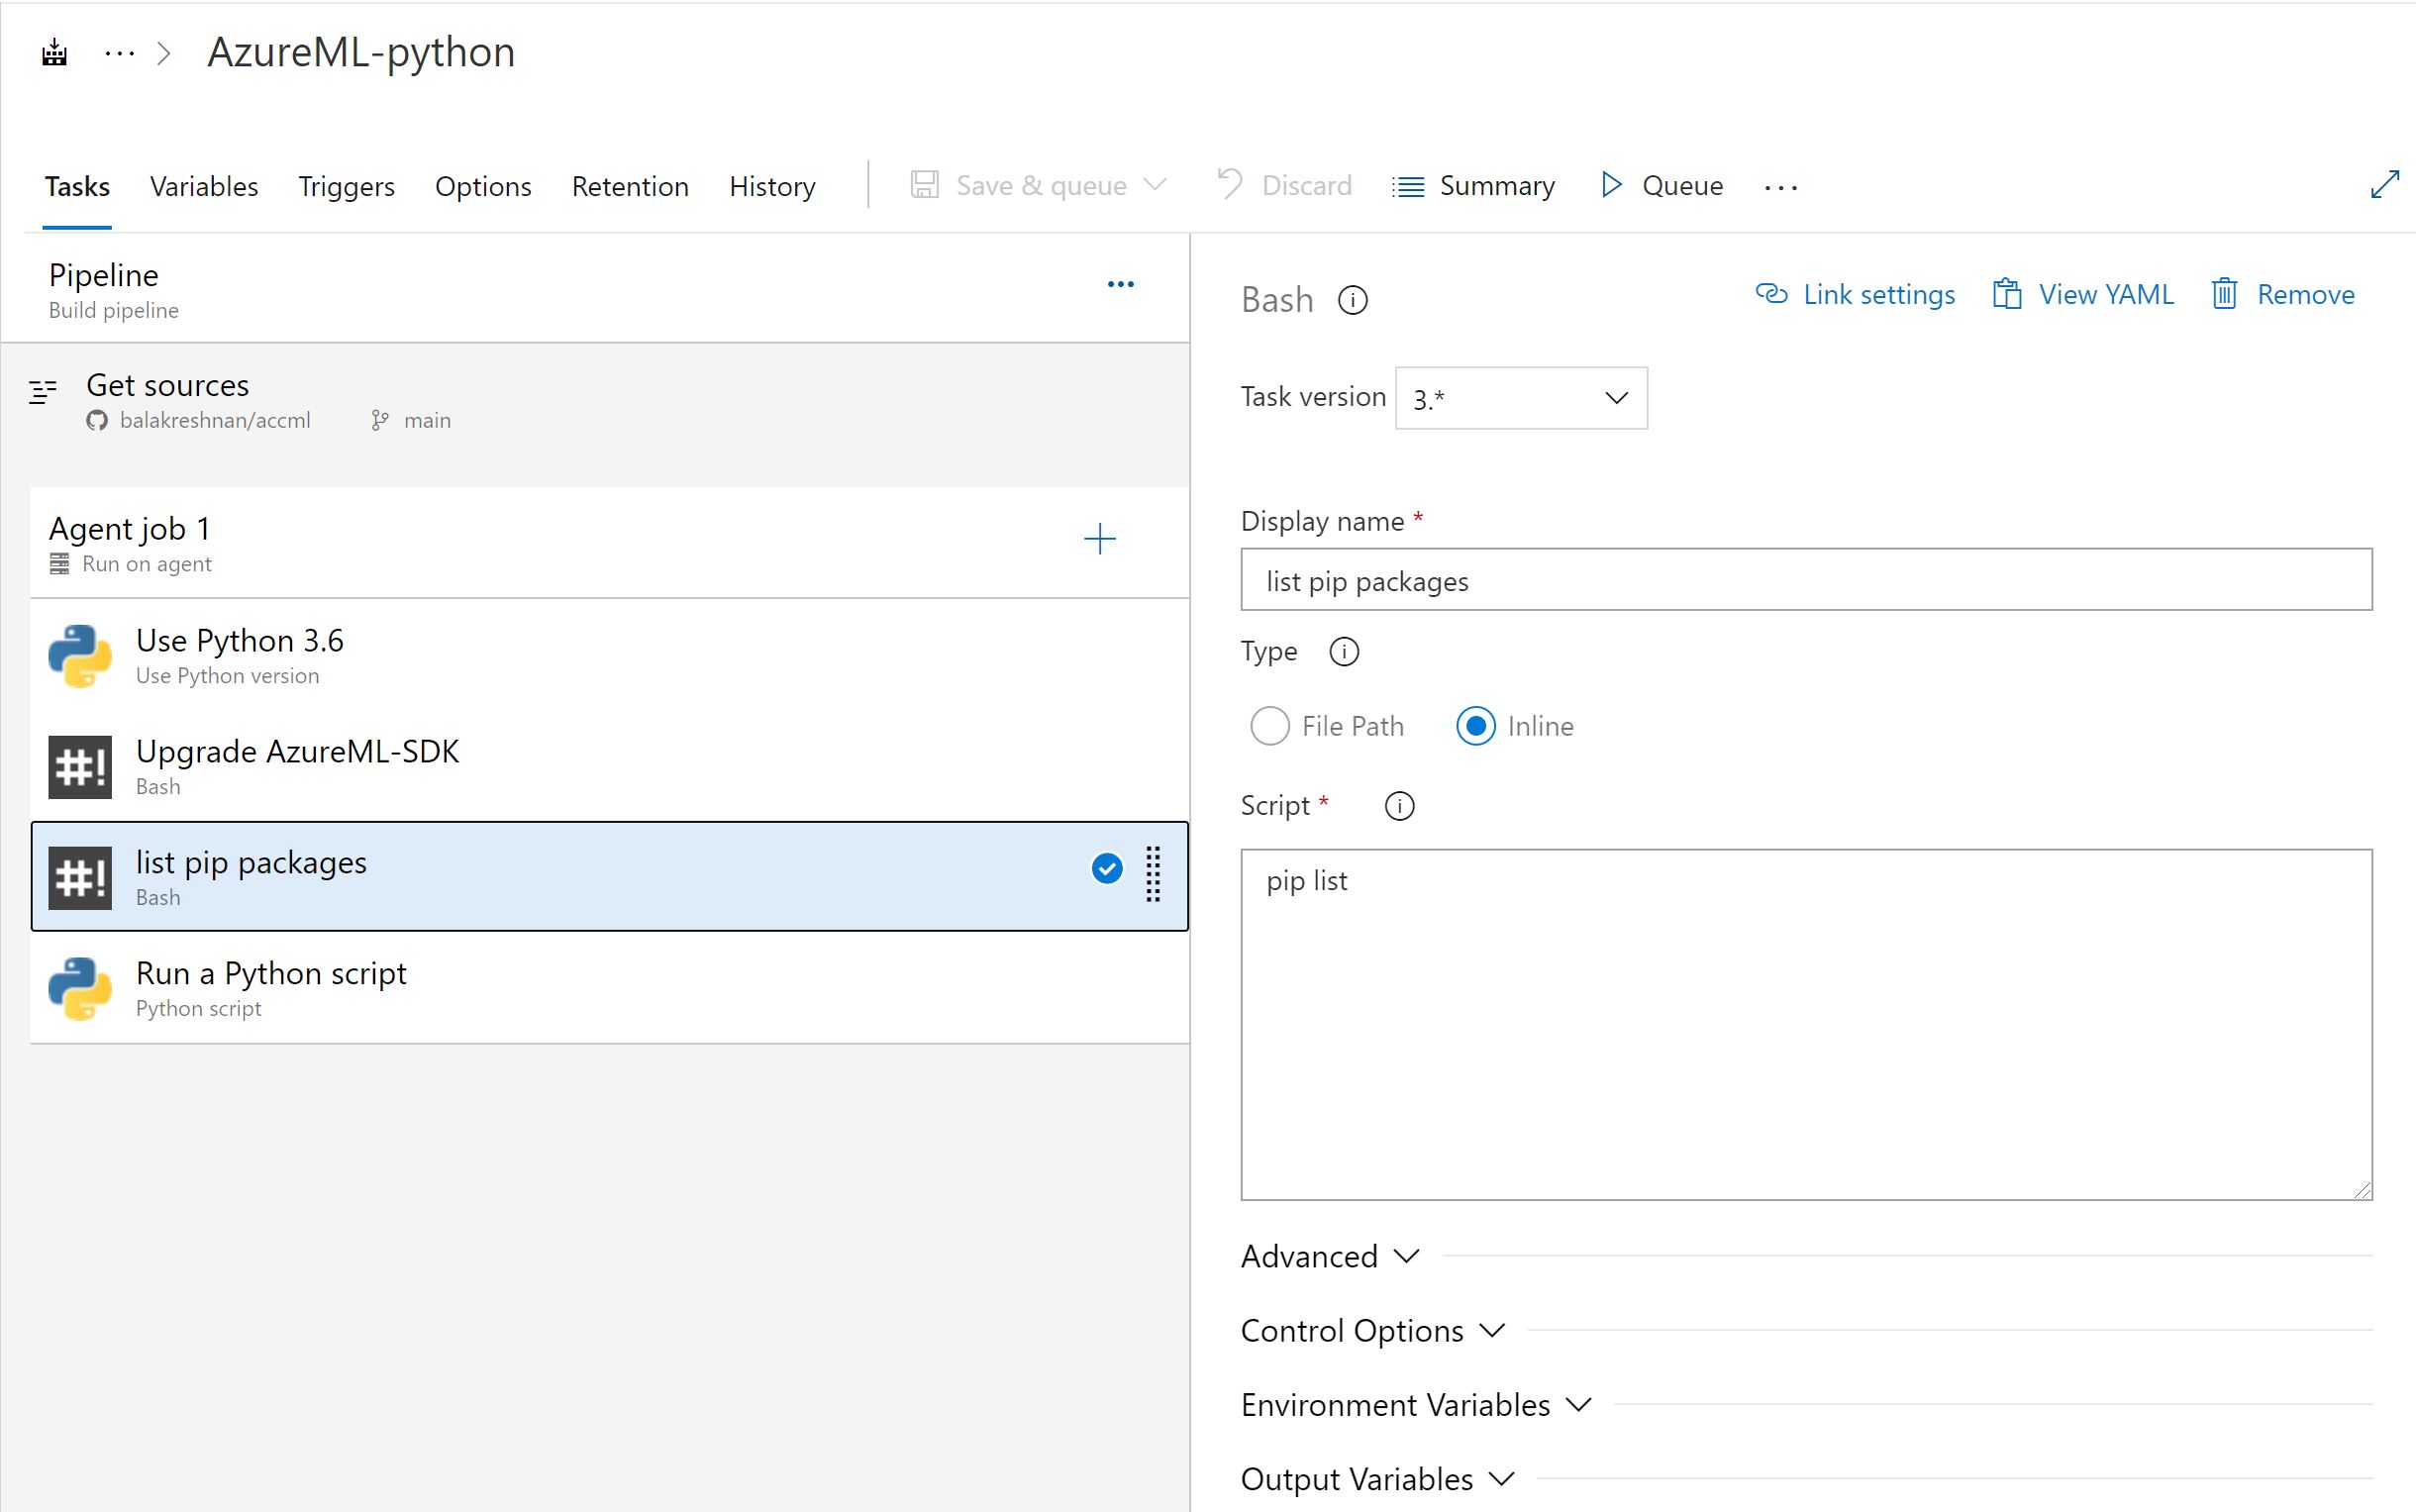 AzureML-python
Tasks Variables Triggers Options Retention History Save & queue Discard Summary Queue
Pipeline
Build pipeline
Get sources
balakreshnan/accml main
Agent job 1
Run on agent
Use Python 3.6
Use Python version
#! Upgrade AzureML-SDK
Bash
#! list pip packages
Bash
Run a Python script
Python script
Bash Link settings View YAML Remove
Task version 3.*
Display name *
list pip packages
Type
File Path Inline
Script *
pip list
Advanced
Control Options
Environment Variables
Output Variables